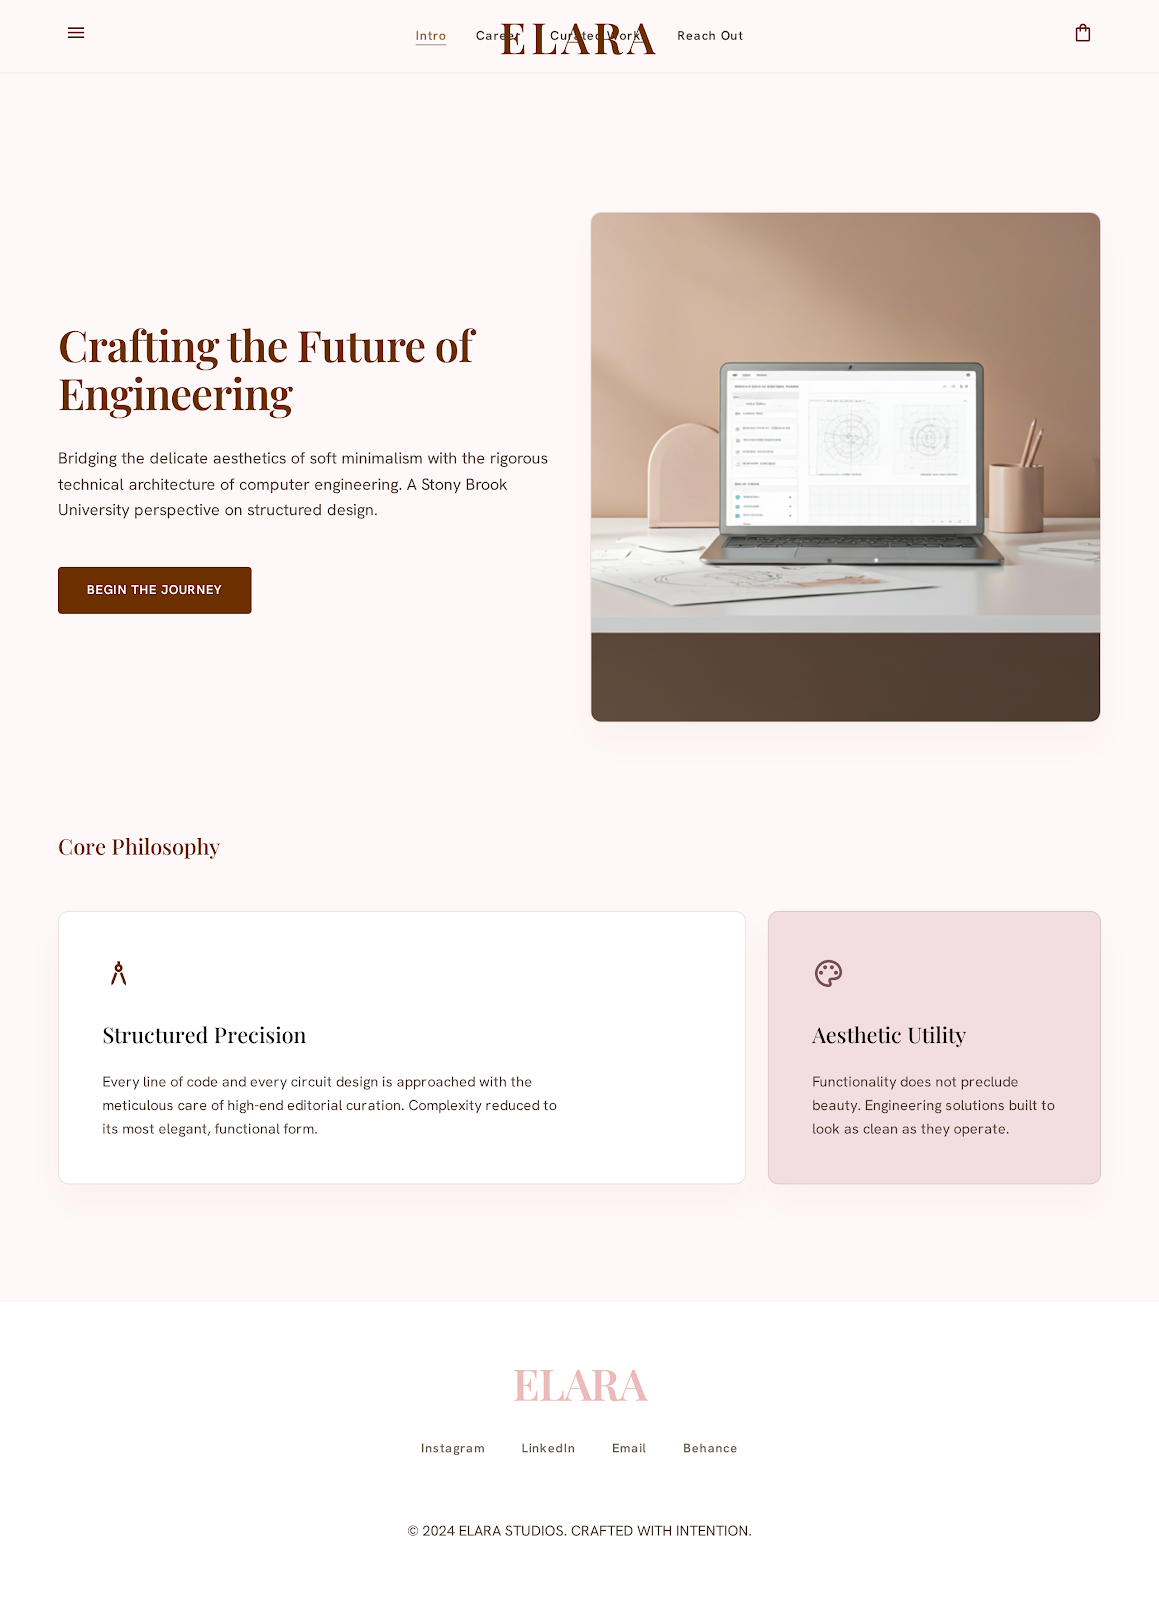 Intro Career Curated Work Reach Out
ELARA
Crafting the Future of
Engineering
Bridging the delicate aesthetics of soft minimalism with the rigorous
technical architecture of computer engineering. A Stony Brook
University perspective on structured design.
BEGIN THE JOURNEY
Core Philosophy
Structured Precision
Every line of code and every circuit design is approached with the
meticulous care of high-end editorial curation. Complexity reduced to
its most elegant, functional form.
Aesthetic Utility
Functionality does not preclude
beauty. Engineering solutions built to
look as clean as they operate.
ELARA
Instagram LinkedIn Email Behance
© 2024 ELARA STUDIOS. CRAFTED WITH INTENTION.